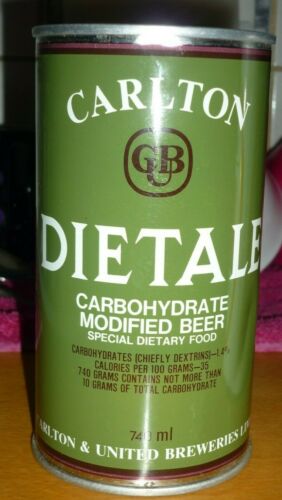 CARLTON
CUB
DIETALE
CARBOHYDRATE
MODIFIED BEER
SPECIAL DIETARY FOOD
CARBOHYDRATES (CHIEFLY DEXTRINS)—1.4%
CALORIES PER 100 GRAMS—35
740 GRAMS CONTAINS NOT MORE THAN
10 GRAMS OF TOTAL CARBOHYDRATE
740 ml
ARLTON & UNITED BREWERIES LT